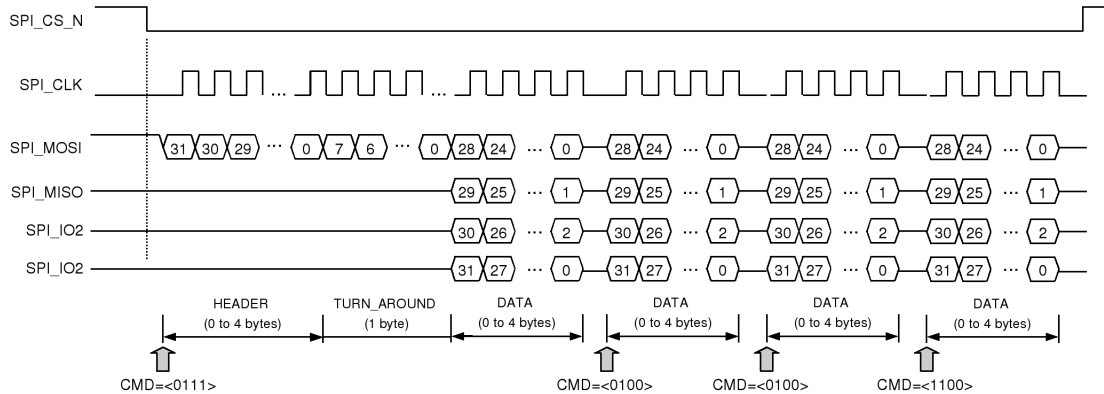 SPI_CS_N
SPI_CLK ... ...
SPI_MOSI 31 30 29 ... 0 7 6 ... 0 28 24 ... 0 28 24 ... 0 28 24 ... 0 28 24 ... 0
SPI_MISO 29 25 ... 1 29 25 ... 1 29 25 ... 1 29 25 ... 1
SPI_IO2 30 26 ... 2 30 26 ... 2 30 26 ... 2 30 26 ... 2
SPI_IO2 31 27 ... 0 31 27 ... 0 31 27 ... 0 31 27 ... 0
HEADER TURN_AROUND DATA DATA DATA DATA
(0 to 4 bytes) (1 byte) (0 to 4 bytes) (0 to 4 bytes) (0 to 4 bytes) (0 to 4 bytes)
CMD=<0111> CMD=<0100> CMD=<0100> CMD=<1100>